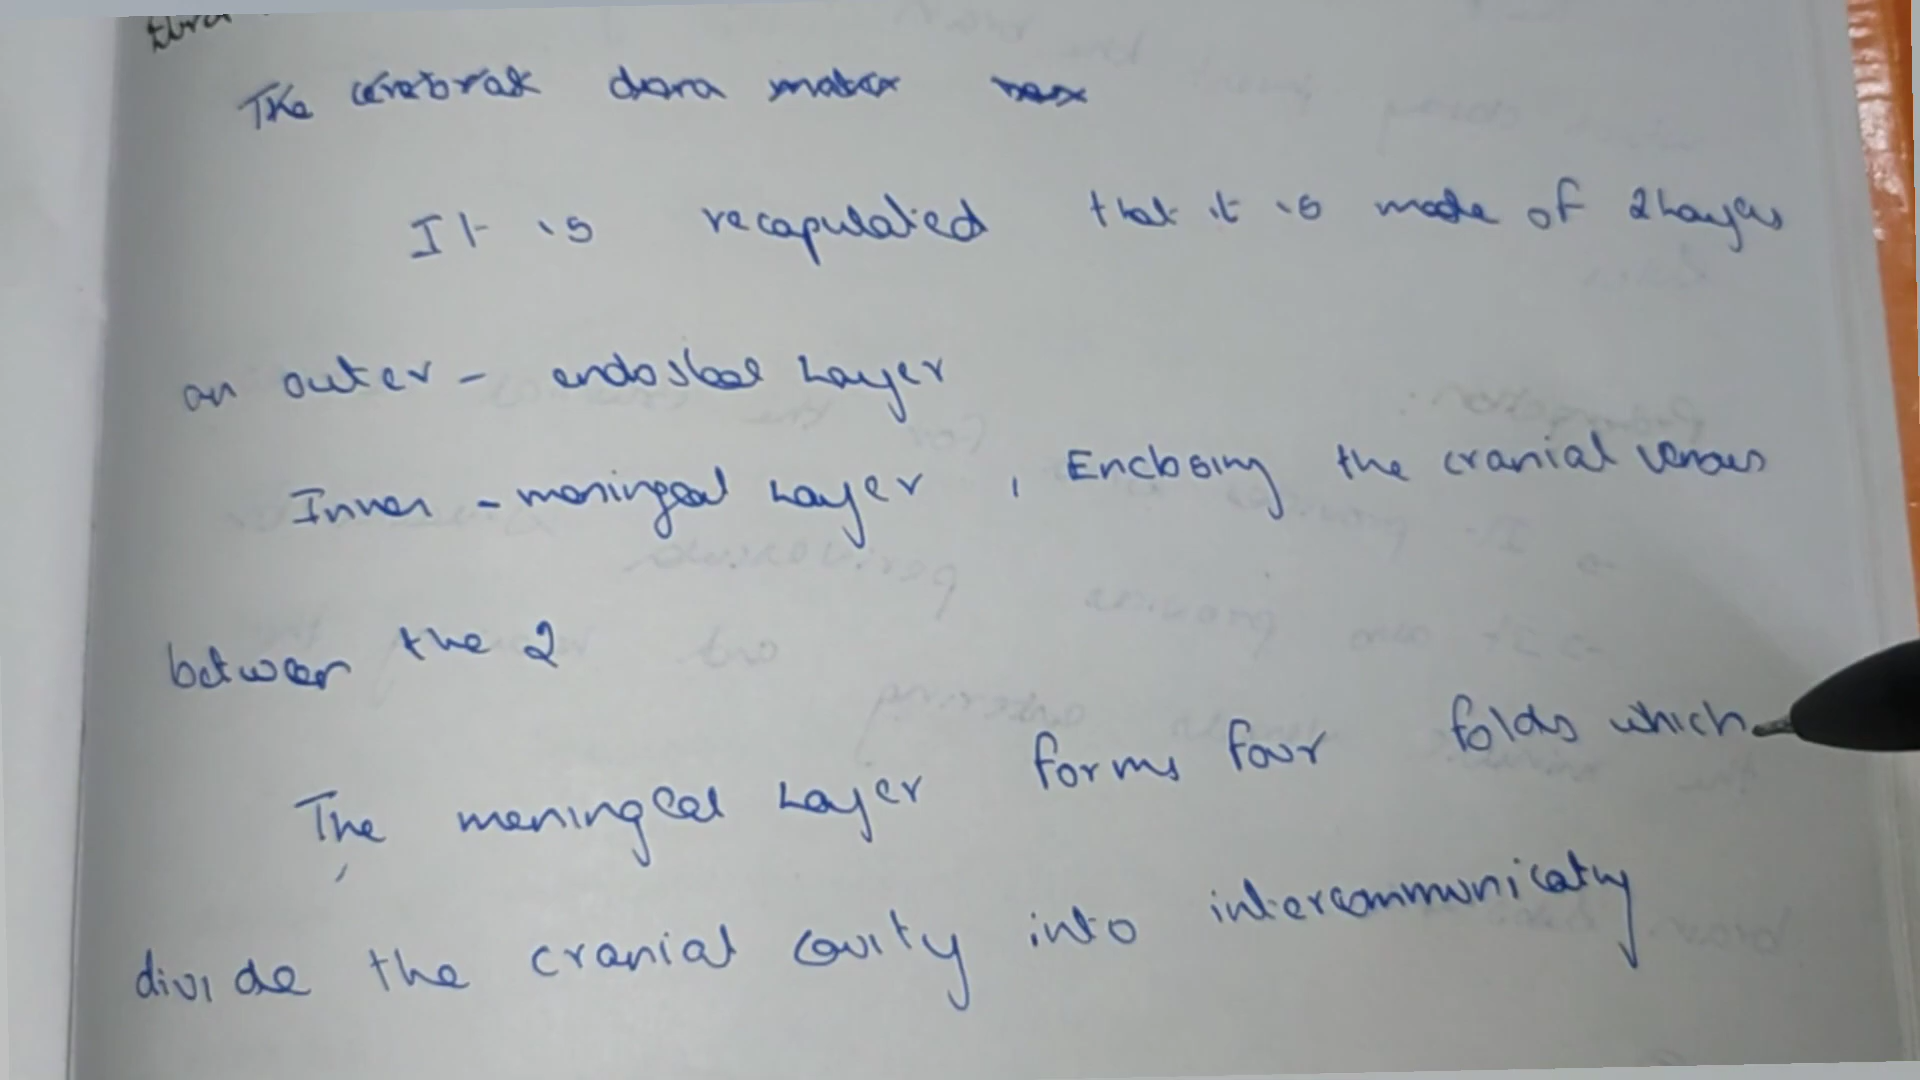 The cerebral dura mater
It is recapulated that it is made of 2 Layers
an outer - endosteal Layer
Inner - meningeal Layer , Enclosing the cranial venous
between the 2
The meningeal Layer forms four folds which
divide the cranial cavity into intercommunicating